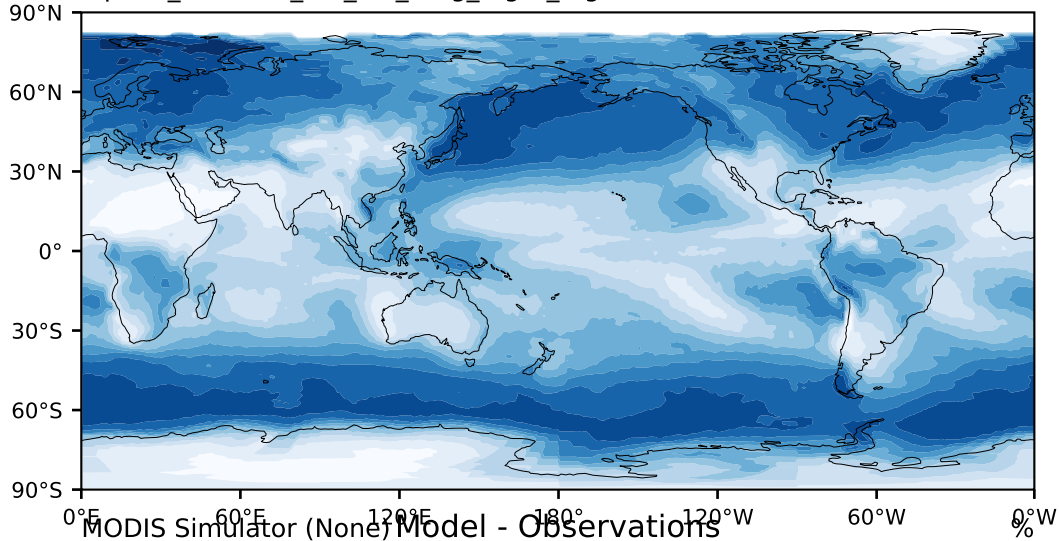 90°N
60°N
30°N
0°
30°S
60°S
90°S
0°E 60°E 120°E 180° 120°W 60°W 0°W
MODIS Simulator (None) Model - Observations %